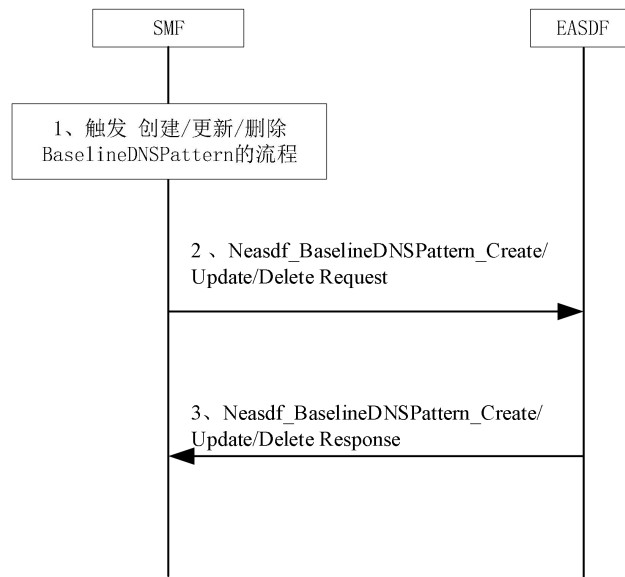 SMF
EASDF
1、触发 创建/更新/删除
BaselineDNSPattern的流程
2 、Neasdf_BaselineDNSPattern_Create/
Update/Delete Request
3、Neasdf_BaselineDNSPattern_Create/
Update/Delete Response